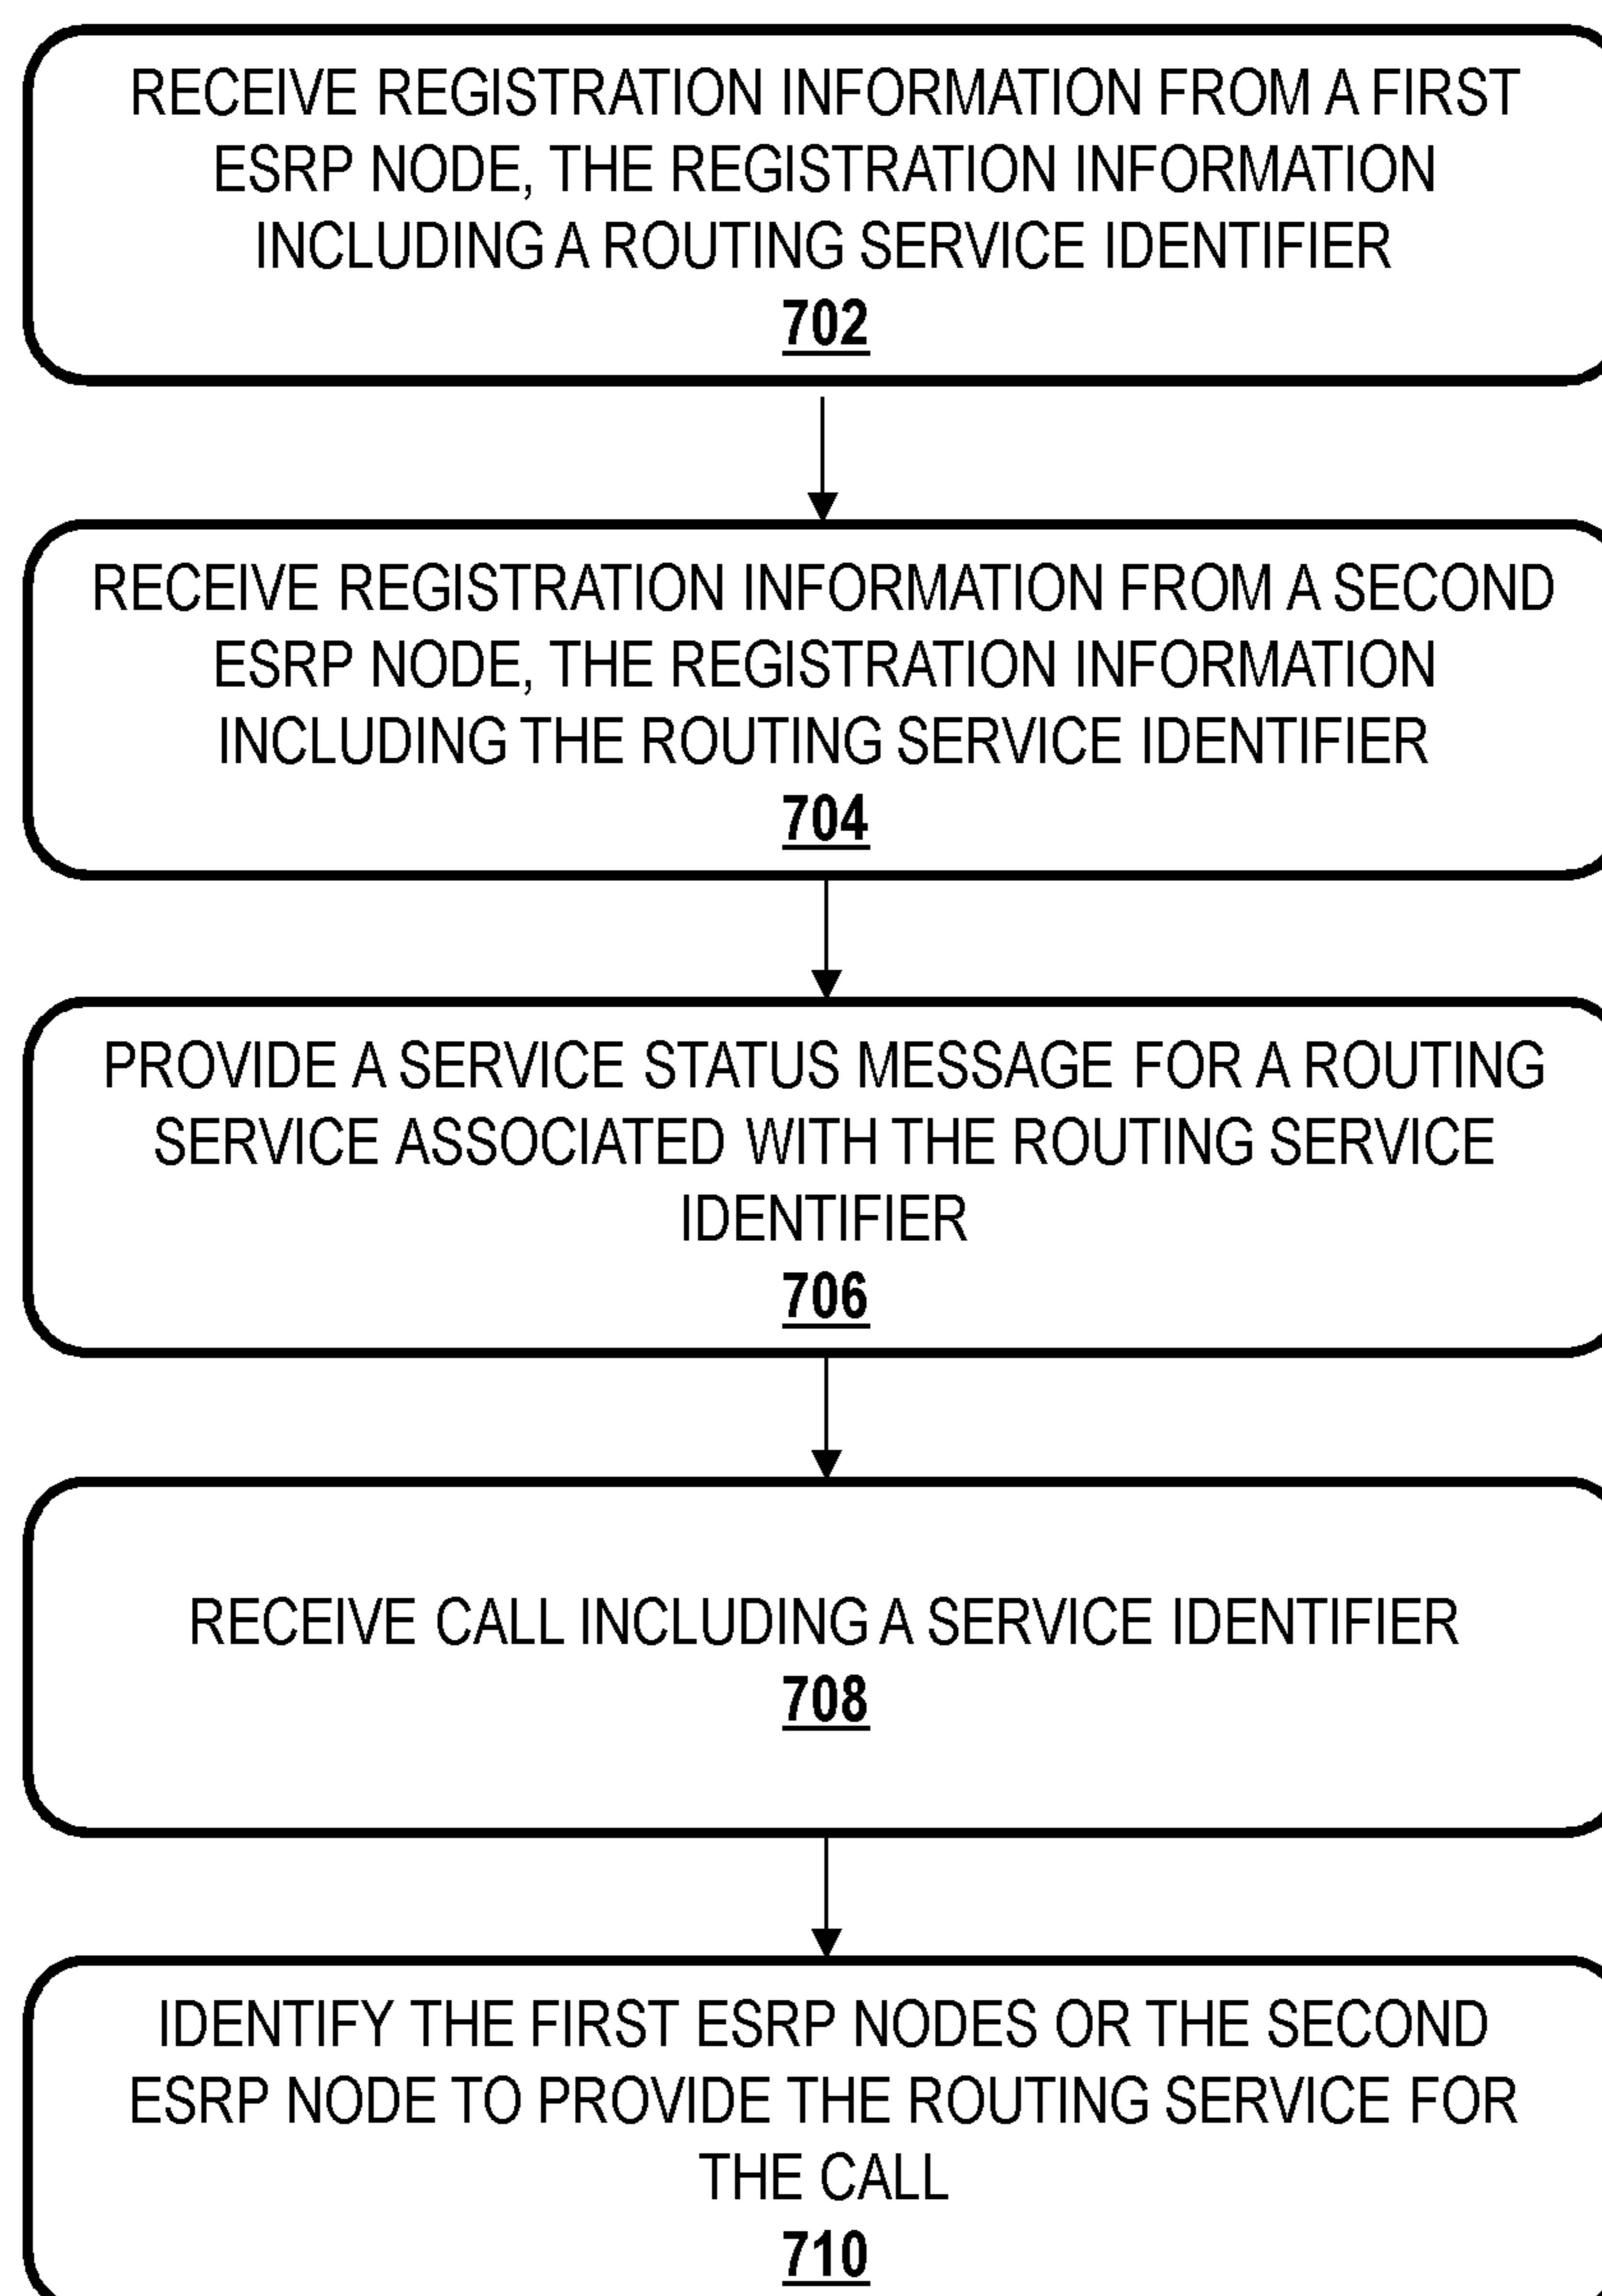 RECEIVE REGISTRATION INFORMATION FROM A FIRST
ESRP NODE, THE REGISTRATION INFORMATION
INCLUDING A ROUTING SERVICE IDENTIFIER
702
RECEIVE REGISTRATION INFORMATION FROM A SECOND
ESRP NODE, THE REGISTRATION INFORMATION
INCLUDING THE ROUTING SERVICE IDENTIFIER
704
PROVIDE A SERVICE STATUS MESSAGE FOR A ROUTING
SERVICE ASSOCIATED WITH THE ROUTING SERVICE
IDENTIFIER
706
RECEIVE CALL INCLUDING A SERVICE IDENTIFIER
708
IDENTIFY THE FIRST ESRP NODES OR THE SECOND
ESRP NODE TO PROVIDE THE ROUTING SERVICE FOR
THE CALL
710